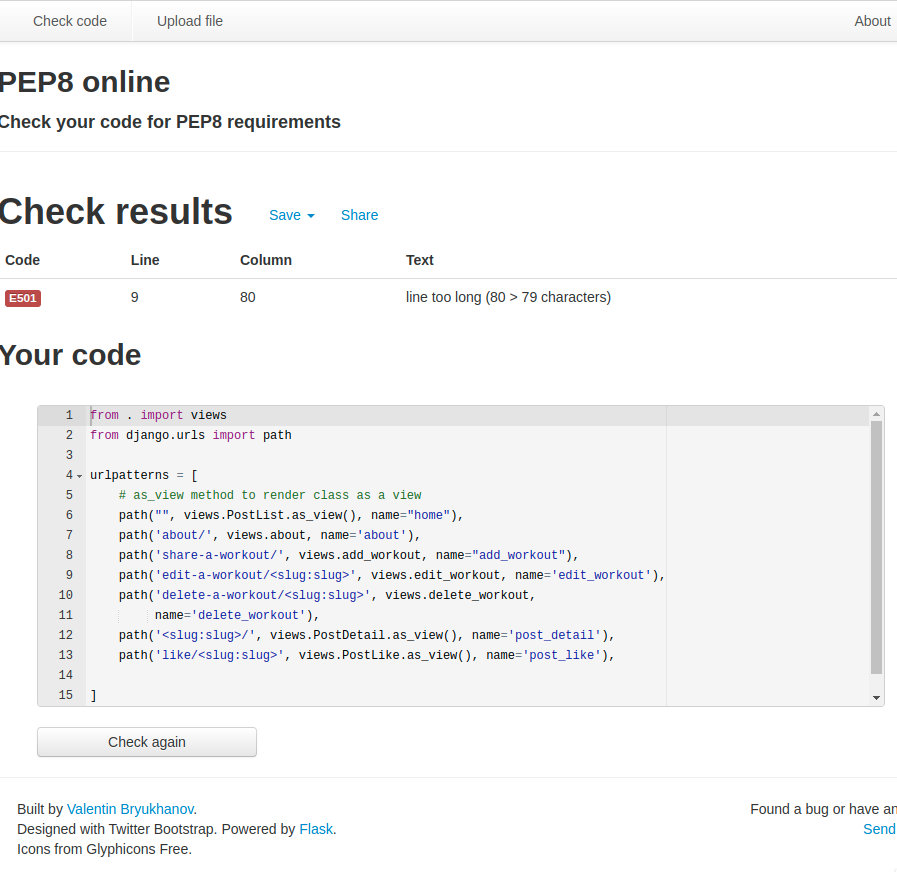 Check code Upload file About
PEP8 online
Check your code for PEP8 requirements
Check results Save Share
Code Line Column Text
E501 9 80 line too long (80 > 79 characters)
Your code
1 from . import views
2 from django.urls import path
3
4 urlpatterns = [
5     # as_view method to render class as a view
6     path("", views.PostList.as_view(), name="home"),
7     path('about/', views.about, name='about'),
8     path('share-a-workout/', views.add_workout, name="add_workout"),
9     path('edit-a-workout/<slug:slug>', views.edit_workout, name='edit_workout'),
10     path('delete-a-workout/<slug:slug>', views.delete_workout,
11          name='delete_workout'),
12     path('<slug:slug>/', views.PostDetail.as_view(), name='post_detail'),
13     path('like/<slug:slug>', views.PostLike.as_view(), name='post_like'),
14
15 ]
Check again
Built by Valentin Bryukhanov. Found a bug or have an
Designed with Twitter Bootstrap. Powered by Flask. Send
Icons from Glyphicons Free.